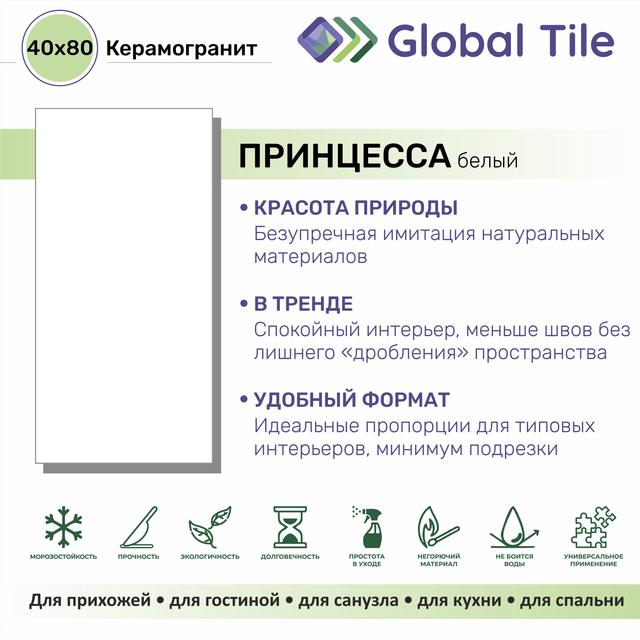 40x80 Керамогранит
Global Tile
ПРИНЦЕССА белый
• КРАСОТА ПРИРОДЫ
Безупречная имитация натуральных
материалов
• В ТРЕНДЕ
Спокойный интерьер, меньше швов без
лишнего «дробления» пространства
• УДОБНЫЙ ФОРМАТ
Идеальные пропорции для типовых
интерьеров, минимум подрезки
МОРОЗОСТОЙКОСТЬ
ПРОЧНОСТЬ
ЭКОЛОГИЧНОСТЬ
ДОЛГОВЕЧНОСТЬ
ПРОСТОТА
В УХОДЕ
НЕГОРЮЧИЙ
МАТЕРИАЛ
НЕ БОИТСЯ
ВОДЫ
УНИВЕРСАЛЬНОЕ
ПРИМЕНЕНИЕ
Для прихожей • для гостиной • для санузла • для кухни • для спальни